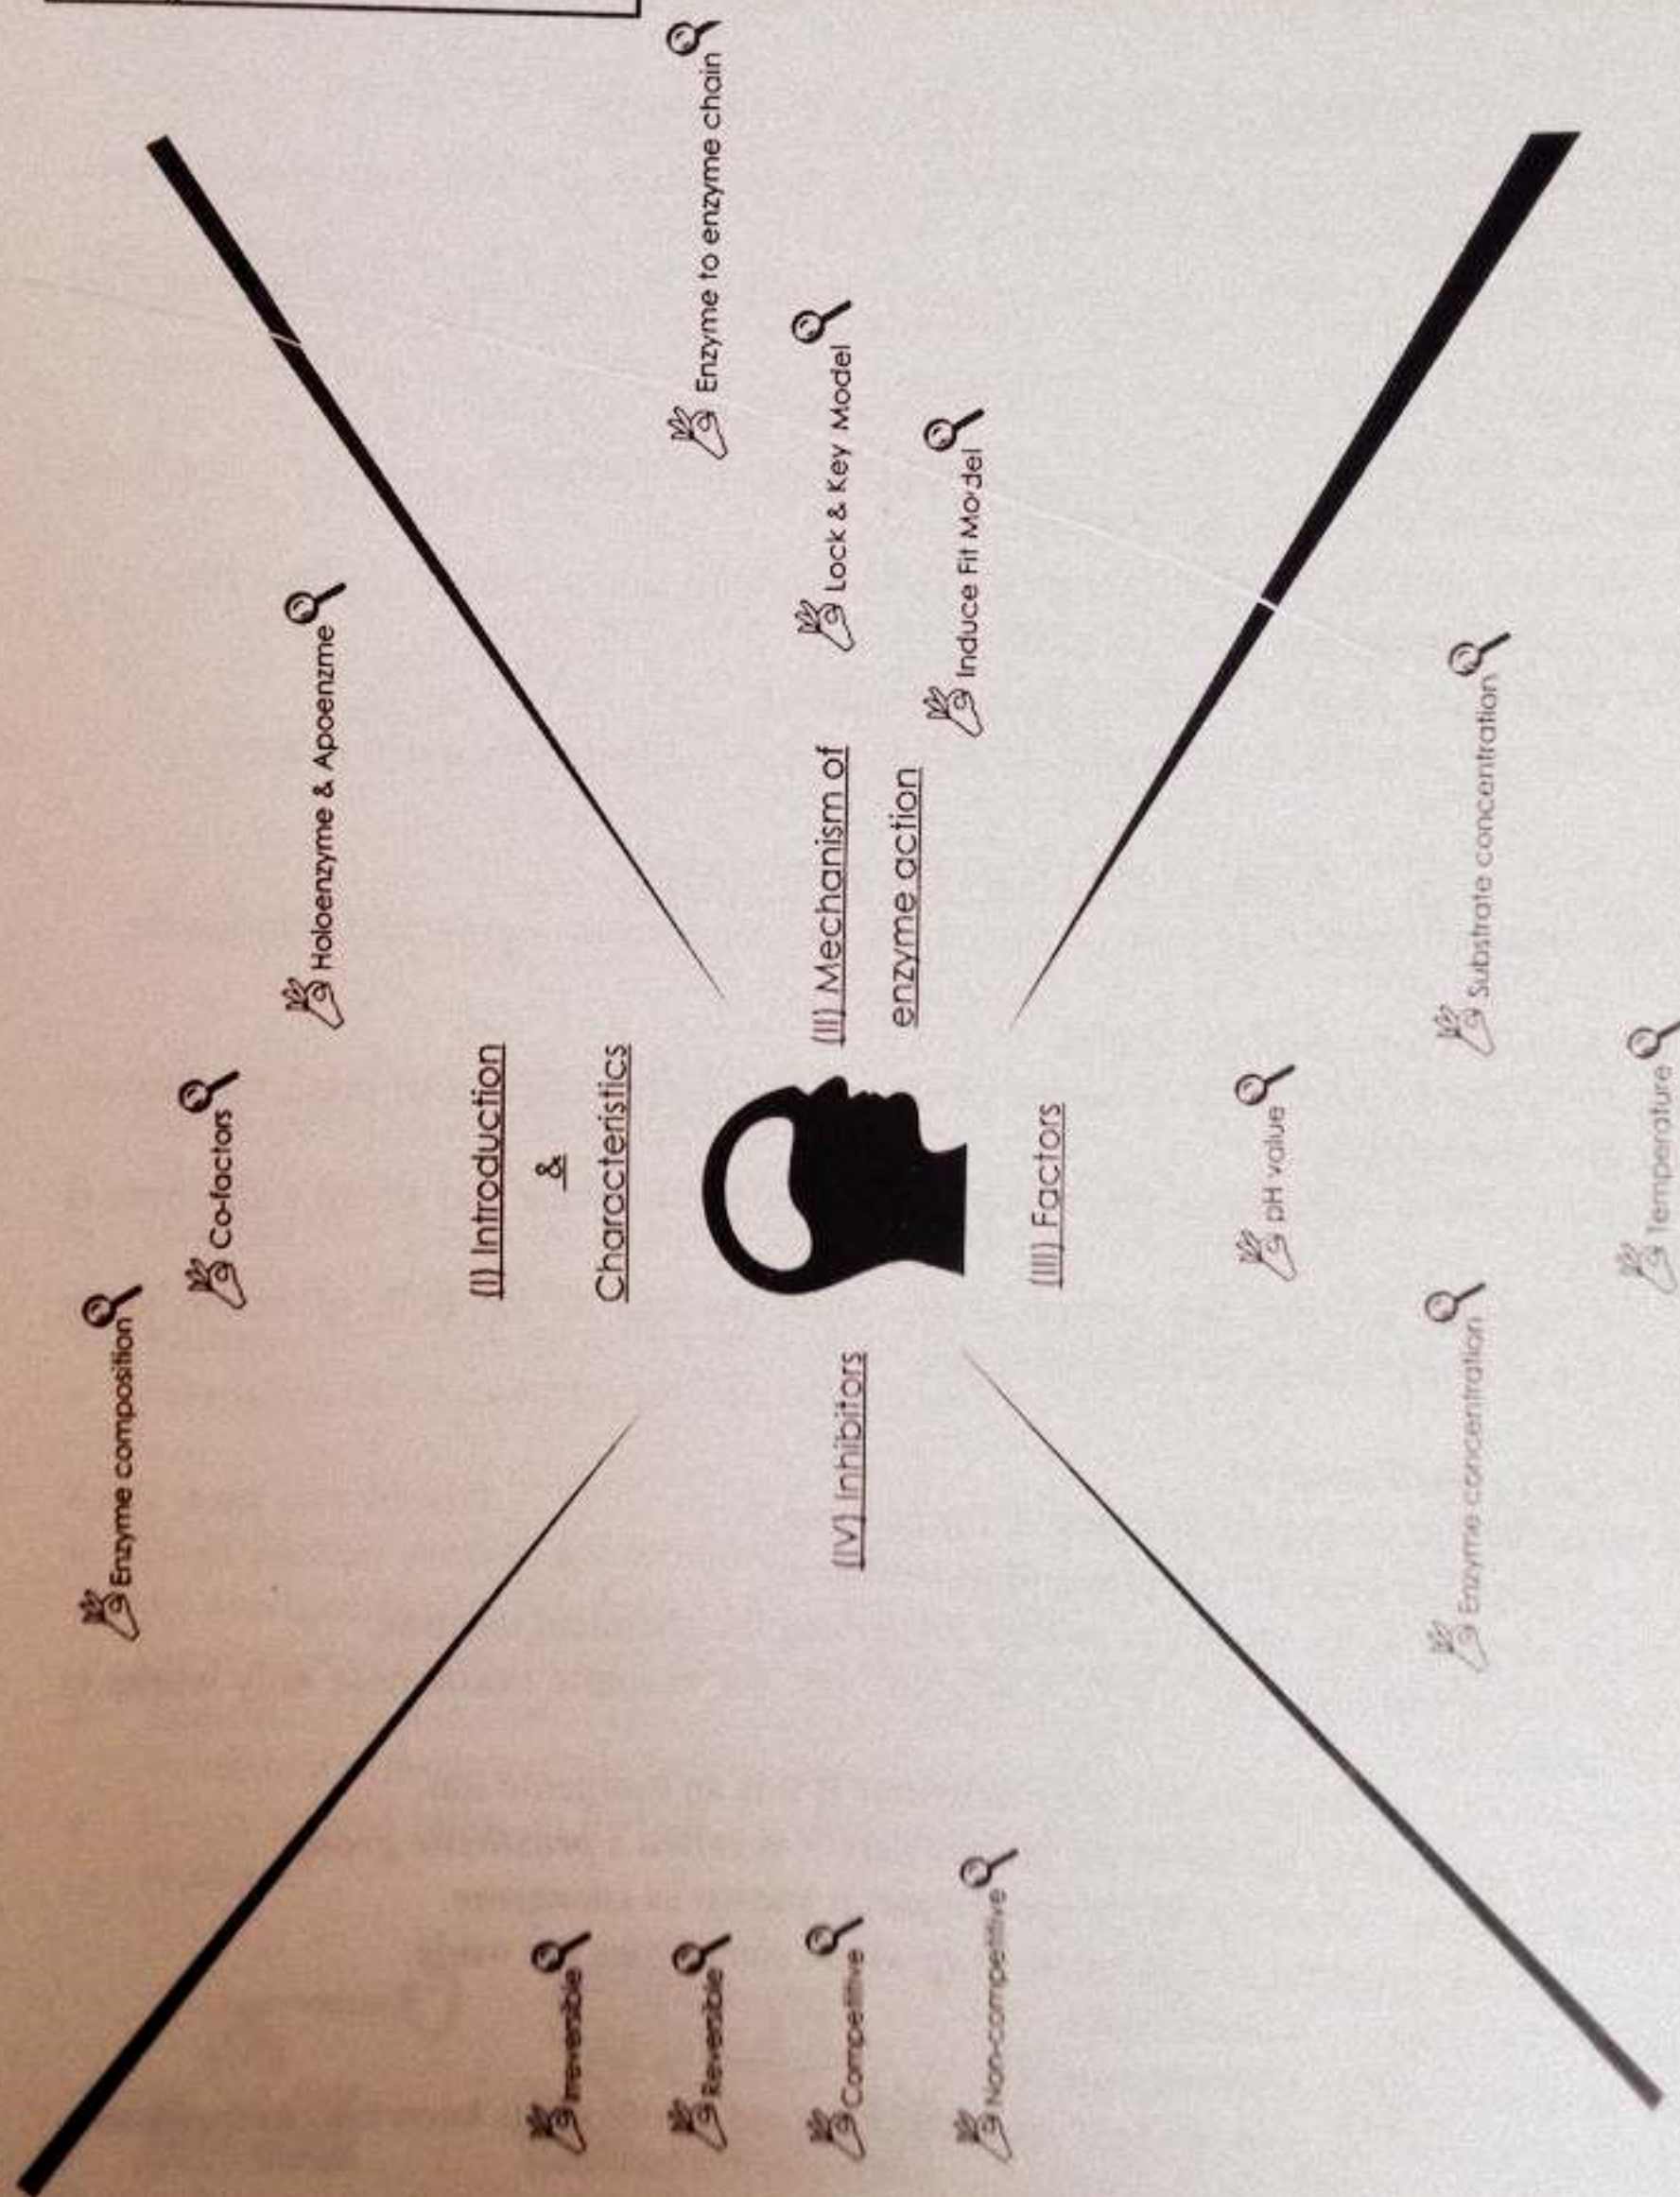 (I) Introduction
&
Characteristics
Enzyme composition
Co-factors
Holoenzyme & Apoenzme
(II) Mechanism of
enzyme action
Enzyme to enzyme chain
Lock & Key Model
Induce Fit Model
(III) Factors
pH value
Enzyme concentration
Substrate concentration
Temperature
(IV) Inhibitors
Irreversible
Reversible
Competitive
Non-competitive